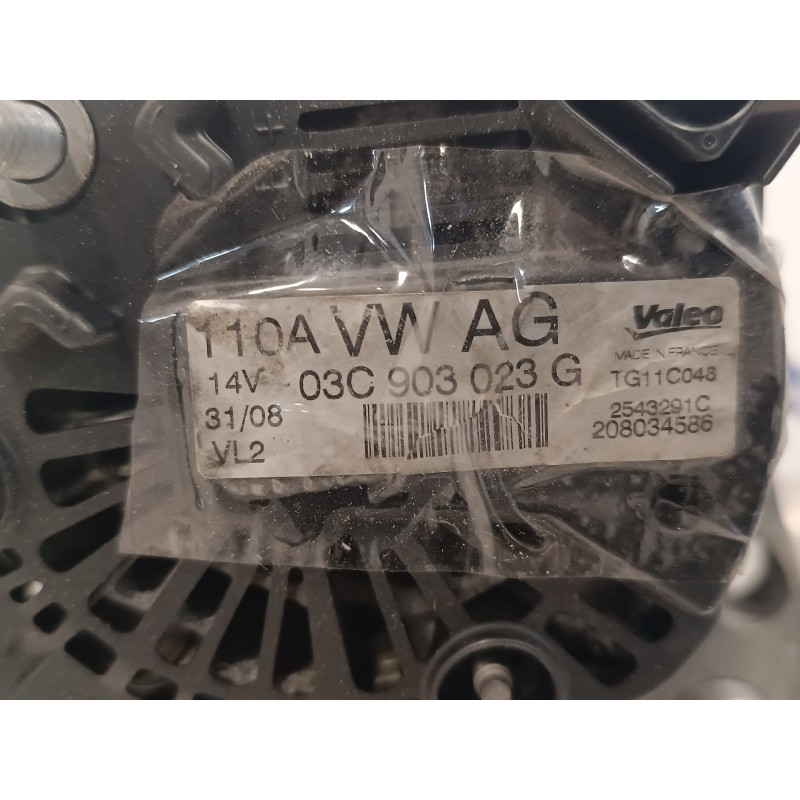 110A VW AG
14V 03C 903 023 G
31/08
VL2
Valeo
MADE IN FRANCE
TG11C048
2543291C
208034586